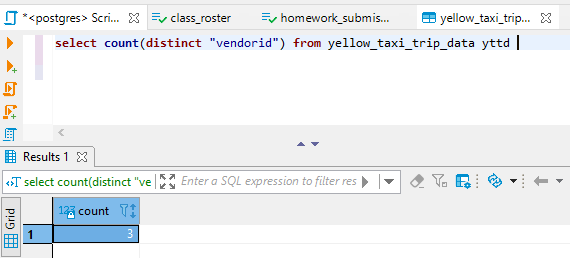 *<postgres> Scri...
class_roster
homework_submis...
yellow_taxi_trip...
select count(distinct "vendorid") from yellow_taxi_trip_data yttd
Results 1
select count(distinct "ve
Enter a SQL expression to filter res
Grid
123 count
1
3